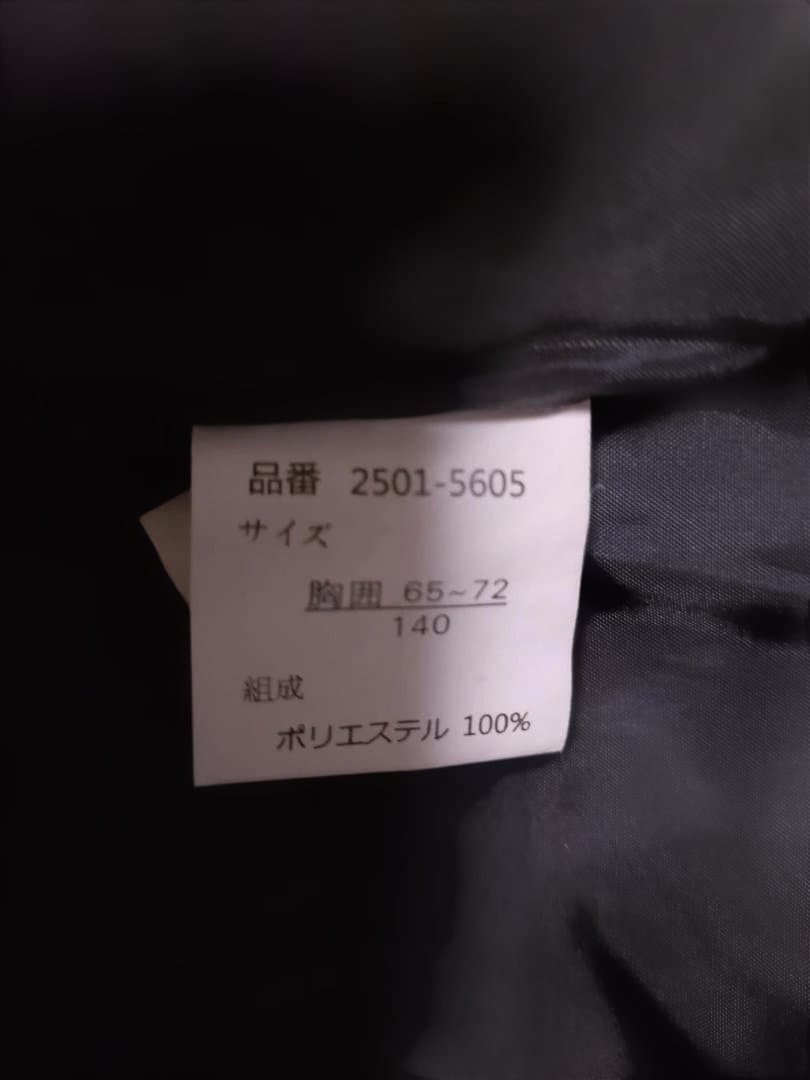 品番 2501-5605
サイズ
胸囲 65~72
140
組成
ポリエステル 100%